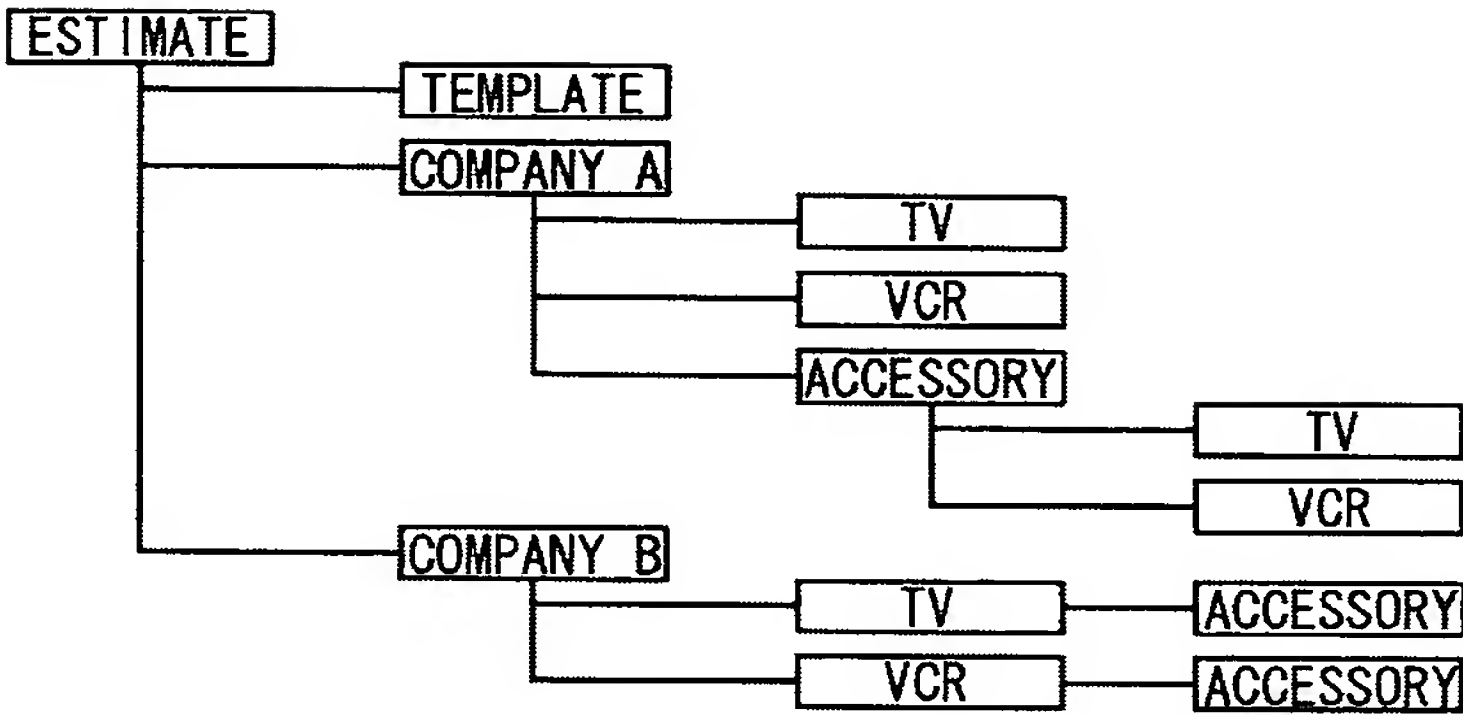 ESTIMATE
TEMPLATE
COMPANY A
TV
VCR
ACCESSORY
TV
VCR
COMPANY B
TV ACCESSORY
VCR ACCESSORY